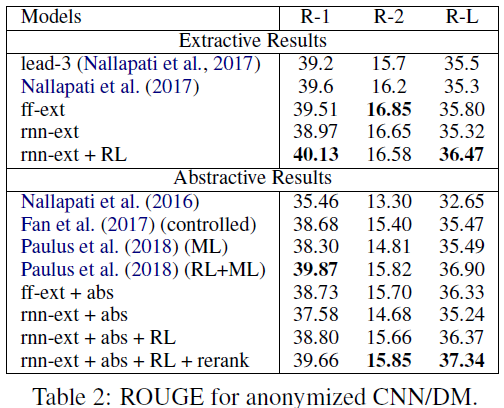 Models R-1 R-2 R-L
Extractive Results
lead-3 (Nallapati et al., 2017) 39.2 15.7 35.5
Nallapati et al. (2017) 39.6 16.2 35.3
ff-ext 39.51 16.85 35.80
rnn-ext 38.97 16.65 35.32
rnn-ext + RL 40.13 16.58 36.47
Abstractive Results
Nallapati et al. (2016) 35.46 13.30 32.65
Fan et al. (2017) (controlled) 38.68 15.40 35.47
Paulus et al. (2018) (ML) 38.30 14.81 35.49
Paulus et al. (2018) (RL+ML) 39.87 15.82 36.90
ff-ext + abs 38.73 15.70 36.33
rnn-ext + abs 37.58 14.68 35.24
rnn-ext + abs + RL 38.80 15.66 36.37
rnn-ext + abs + RL + rerank 39.66 15.85 37.34
Table 2: ROUGE for anonymized CNN/DM.